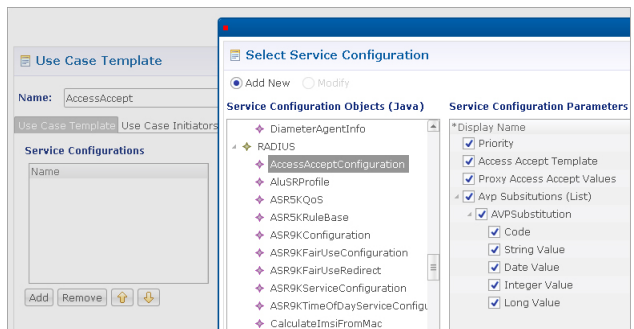 Use Case Template
Name: AccessAccept
Use Case Template Use Case Initiators
Service Configurations
Name
Add Remove
Select Service Configuration
Add New Modify
Service Configuration Objects (Java)
DiameterAgentInfo
RADIUS
AccessAcceptConfiguration
AluSRProfile
ASR5KQoS
ASR5KRuleBase
ASR9KConfiguration
ASR9KFairUseConfiguration
ASR9KFairUseRedirect
ASR9KServiceConfiguration
ASR9KTimeOfDayServiceConfigu
CalculateImsiFromMac
Service Configuration Parameters
*Display Name
Priority
Access Accept Template
Proxy Access Accept Values
Avp Subsitutions (List)
AVPSubstitution
Code
String Value
Date Value
Integer Value
Long Value